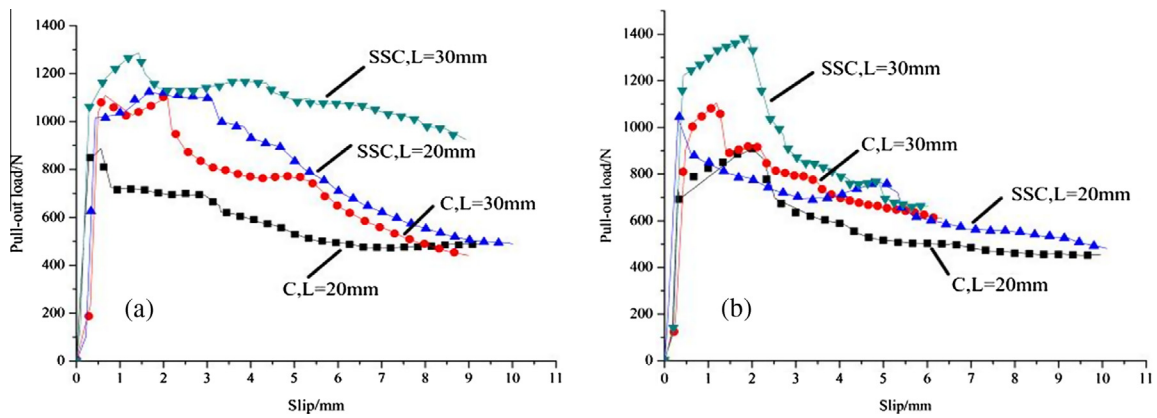 1400
1200
1000
800
600
400
200
0
Pull-out load/N
SSC,L=30mm
SSC,L=20mm
C,L=30mm
C,L=20mm
(a)
0 1 2 3 4 5 6 7 8 9 10 11
Slip/mm
1400
1200
1000
800
600
400
200
0
Pull-out load/N
SSC,L=30mm
C,L=30mm
SSC,L=20mm
C,L=20mm
(b)
0 1 2 3 4 5 6 7 8 9 10 11
Slip/mm